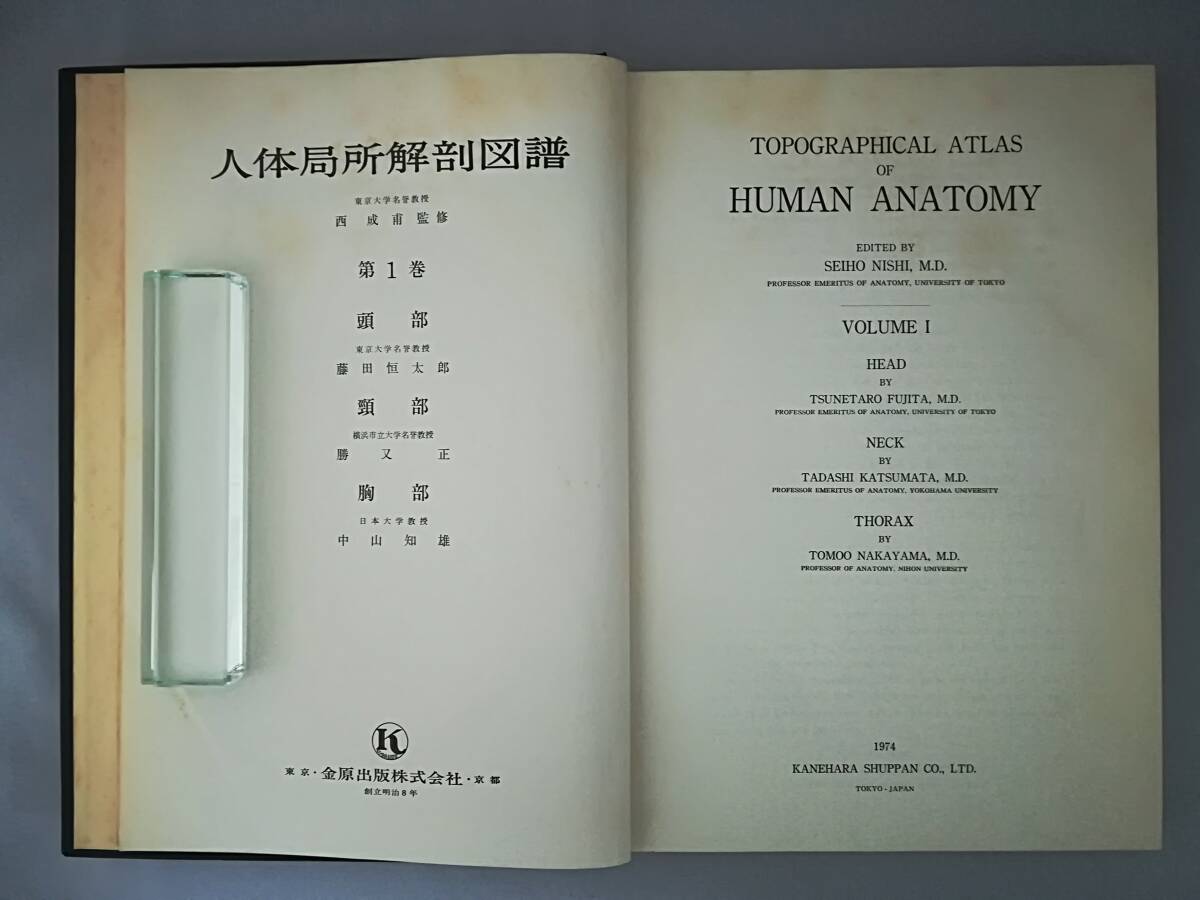 人体局所解剖図譜
東京大学名誉教授
西成甫監修
第1巻
頭部
東京大学名誉教授
藤田恒太郎
頸部
横浜市立大学名誉教授
勝又正
胸部
日本大学教授
中山知雄
K
東京・金原出版株式会社・京都
創立明治8年
TOPOGRAPHICAL ATLAS
OF
HUMAN ANATOMY
EDITED BY
SEIHO NISHI, M.D.
PROFESSOR EMERITUS OF ANATOMY, UNIVERSITY OF TOKYO
VOLUME I
HEAD
BY
TSUNETARO FUJITA, M.D.
PROFESSOR EMERITUS OF ANATOMY, UNIVERSITY OF TOKYO
NECK
BY
TADASHI KATSUMATA, M.D.
PROFESSOR EMERITUS OF ANATOMY, YOKOHAMA UNIVERSITY
THORAX
BY
TOMOO NAKAYAMA, M.D.
PROFESSOR OF ANATOMY, NIHON UNIVERSITY
1974
KANEHARA SHUPPAN CO., LTD.
TOKYO-JAPAN